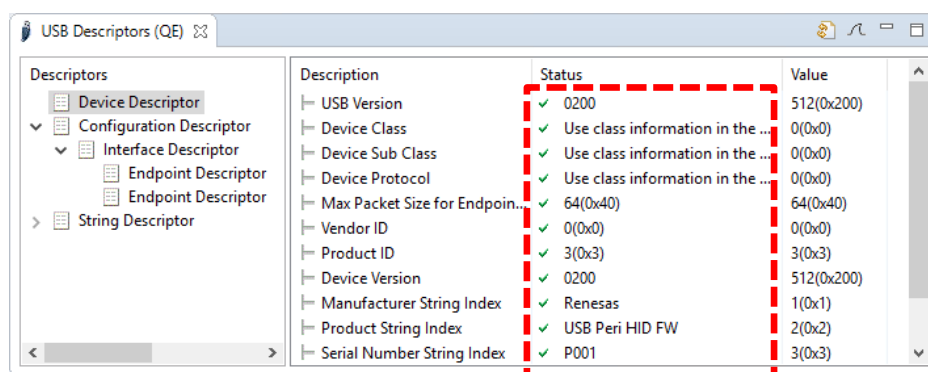 USB Descriptors (QE)
Descriptors
Device Descriptor
Configuration Descriptor
Interface Descriptor
Endpoint Descriptor
Endpoint Descriptor
String Descriptor
Description Status Value
USB Version 0200 512(0x200)
Device Class Use class information in the ... 0(0x0)
Device Sub Class Use class information in the ... 0(0x0)
Device Protocol Use class information in the ... 0(0x0)
Max Packet Size for Endpoin... 64(0x40) 64(0x40)
Vendor ID 0(0x0) 0(0x0)
Product ID 3(0x3) 3(0x3)
Device Version 0200 512(0x200)
Manufacturer String Index Renesas 1(0x1)
Product String Index USB Peri HID FW 2(0x2)
Serial Number String Index P001 3(0x3)